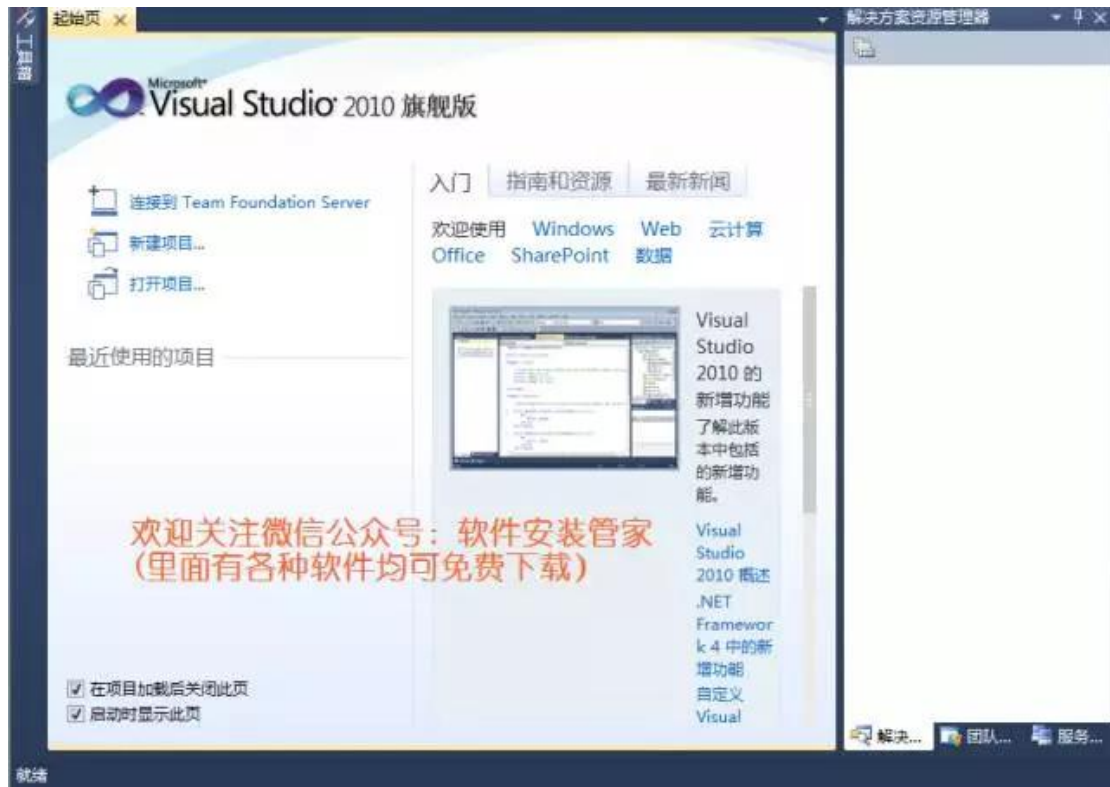 工具箱
起始页
解决方案资源管理器
Microsoft
Visual Studio 2010 旗舰版
连接到 Team Foundation Server
新建项目...
打开项目...
最近使用的项目
入门 指南和资源 最新新闻
欢迎使用 Windows Web 云计算
Office SharePoint 数据
Visual
Studio
2010 的
新增功能
了解此版
本中包括
的新增功
能。
Visual
Studio
2010 概述
.NET
Framewor
k 4 中的新
增功能
自定义
Visual
欢迎关注微信公众号：软件安装管家
(里面有各种软件均可免费下载)
在项目加载后关闭此页
启动时显示此页
解决... 团队... 服务...
就绪